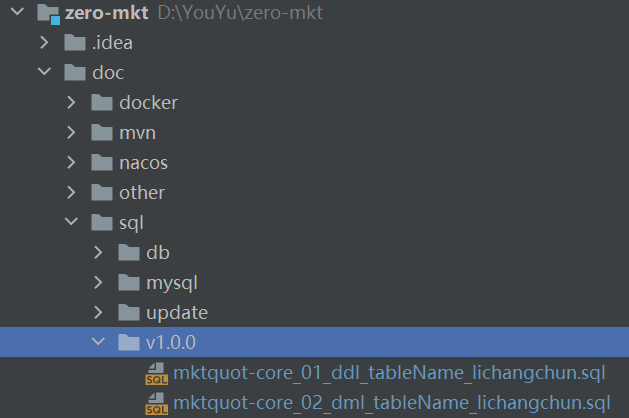 zero-mkt D:\YouYu\zero-mkt
.idea
doc
docker
mvn
nacos
other
sql
db
mysql
update
v1.0.0
SQL mktquot-core_01_ddl_tableName_lichangchun.sql
SQL mktquot-core_02_dml_tableName_lichangchun.sql